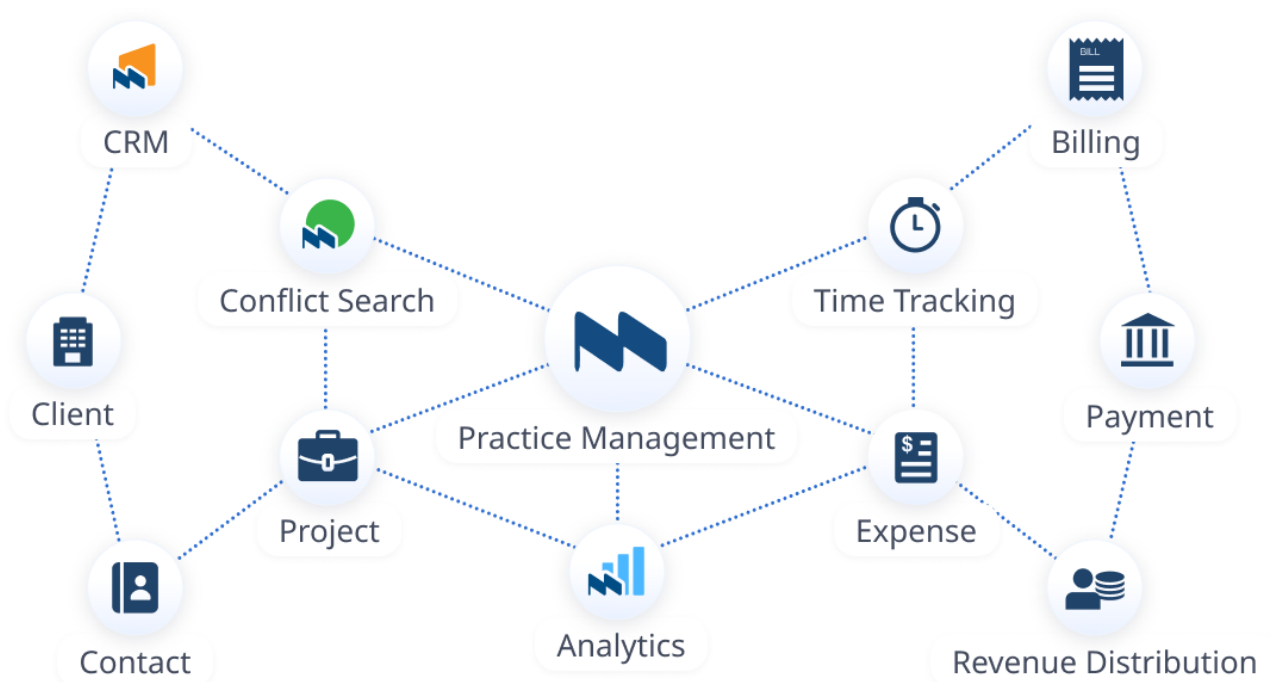 BILL
CRM
Billing
Conflict Search
Time Tracking
Client
Payment
Practice Management
$
Project
Expense
Analytics
Contact
Revenue Distribution